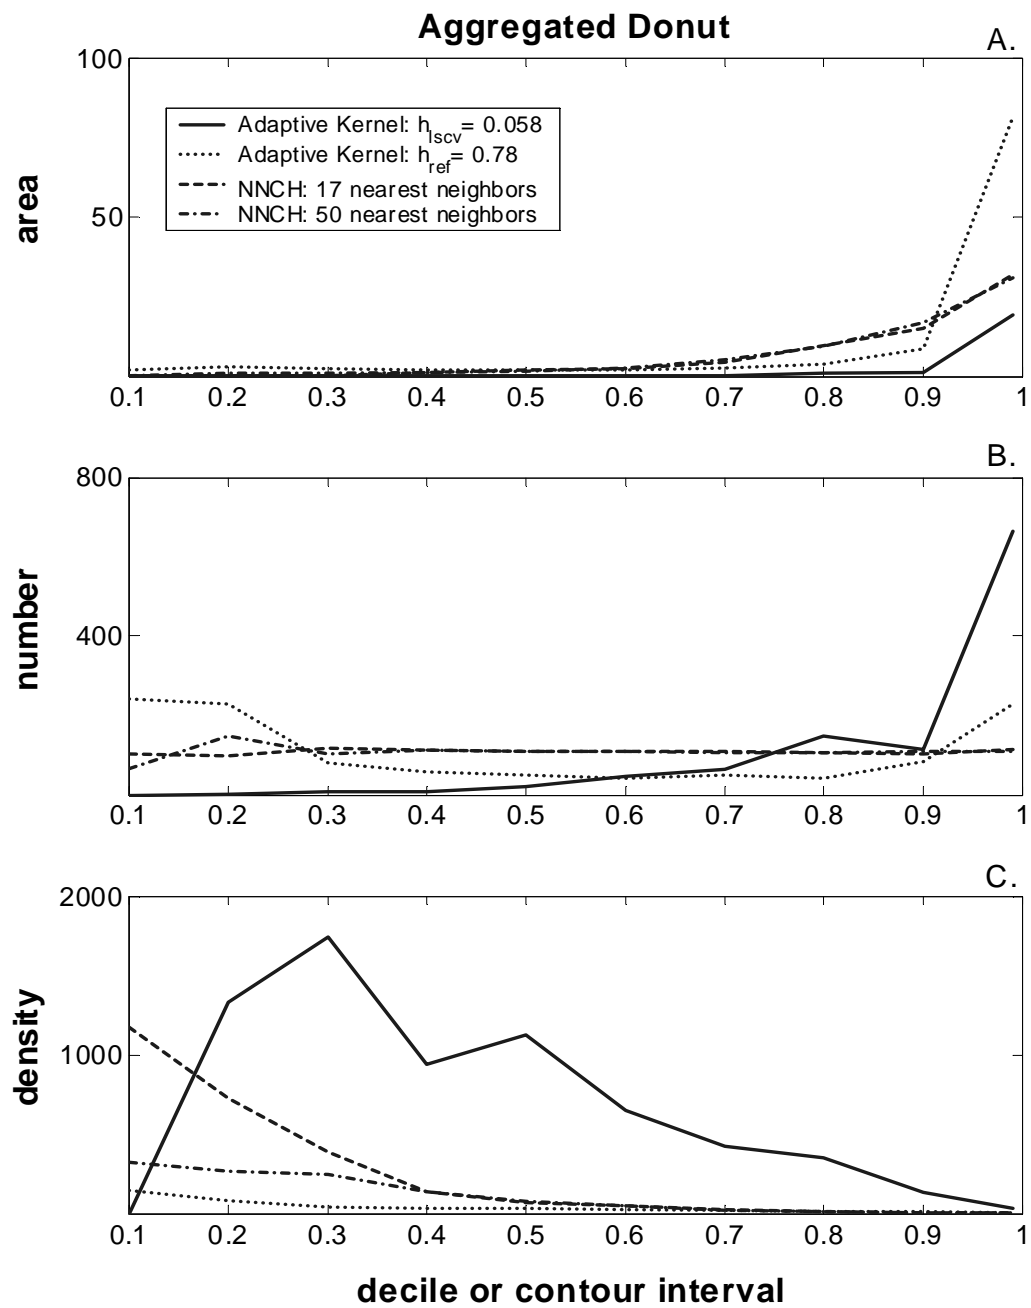 Aggregated Donut
A.
100
50
area
Adaptive Kernel: h_lscv = 0.058
Adaptive Kernel: h_ref = 0.78
NNCH: 17 nearest neighbors
NNCH: 50 nearest neighbors
0.1 0.2 0.3 0.4 0.5 0.6 0.7 0.8 0.9 1
B.
800
400
number
0.1 0.2 0.3 0.4 0.5 0.6 0.7 0.8 0.9 1
C.
2000
1000
density
0.1 0.2 0.3 0.4 0.5 0.6 0.7 0.8 0.9 1
decile or contour interval